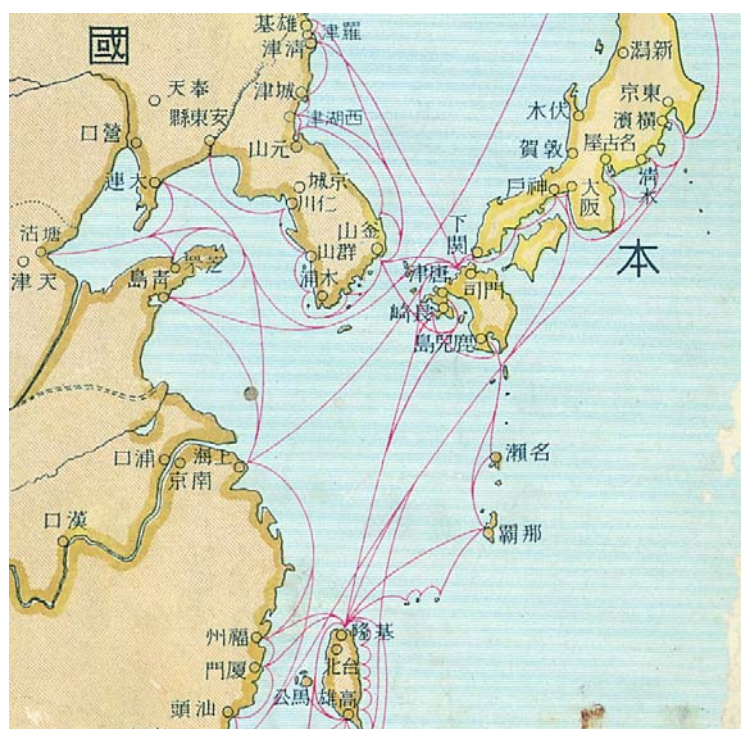 國
雄基
羅津
清津
城津
西湖津
元山
奉天
安東縣
營口
大連
京城
仁川
群山
木浦
釜山
塘沽
天津
芝罘
青島
新潟
東京
橫濱
伏木
敦賀
名古屋
清水
神戶
大阪
下関
本
門司
唐津
長崎
鹿兒島
浦口
南京
上海
漢口
名瀨
那覇
福州
厦門
汕頭
基隆
台北
馬公
高雄